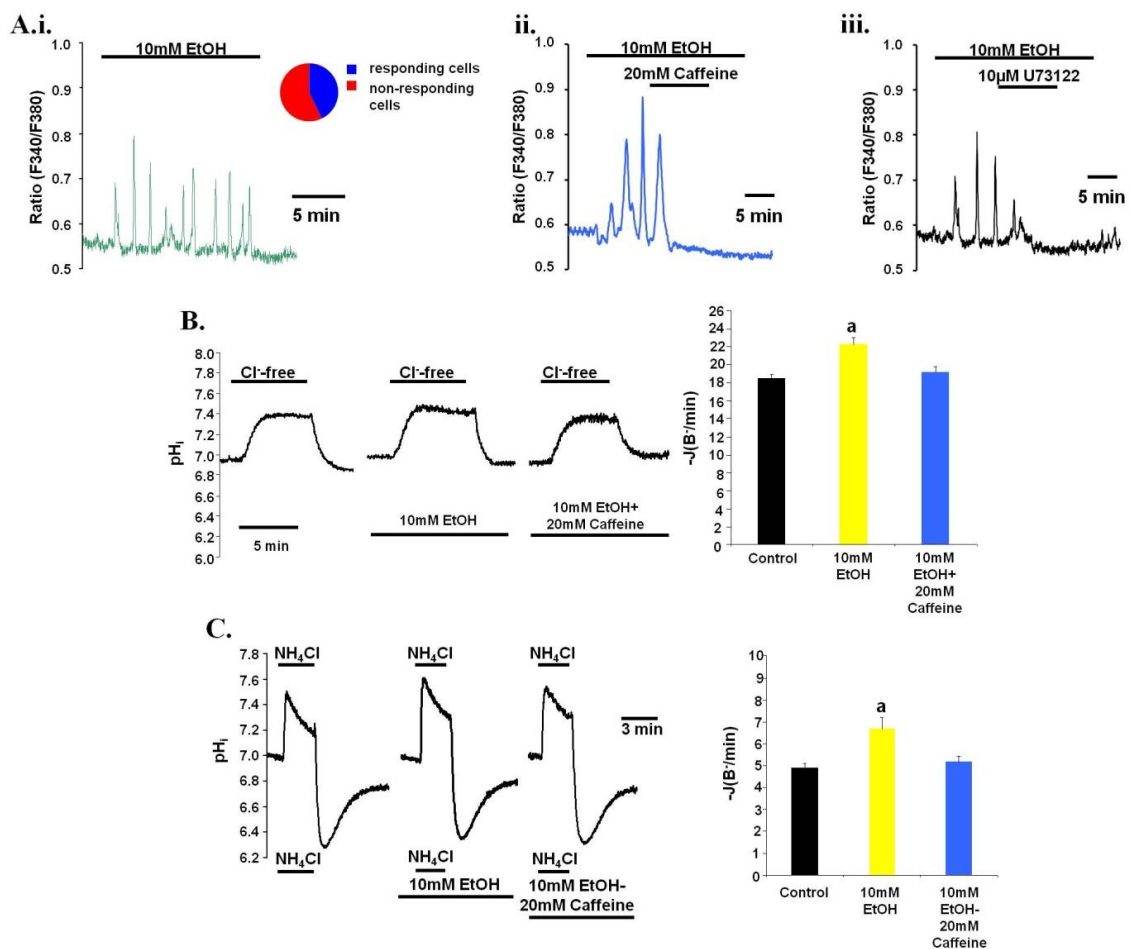 A.i.
1.0
0.9
0.8
0.7
0.6
0.5
Ratio (F340/F380)
10mM EtOH
responding cells
non-responding
cells
5 min
ii.
1.0
0.9
0.8
0.7
0.6
0.5
Ratio (F340/F380)
10mM EtOH
20mM Caffeine
5 min
iii.
1.0
0.9
0.8
0.7
0.6
0.5
Ratio (F340/F380)
10mM EtOH
10µM U73122
5 min
B.
8.0
7.8
7.6
7.4
7.2
7.0
6.8
6.6
6.4
6.2
6.0
pHi
Cl⁻-free
Cl⁻-free
Cl⁻-free
5 min
10mM EtOH
10mM EtOH+
20mM Caffeine
26
24
22
20
18
16
14
12
10
8
6
4
2
0
-J(B⁻/min)
a
Control
10mM
EtOH
10mM
EtOH+
20mM
Caffeine
C.
7.8
7.6
7.4
7.2
7.0
6.8
6.6
6.4
6.2
pHi
NH₄Cl
NH₄Cl
NH₄Cl
3 min
NH₄Cl
NH₄Cl
NH₄Cl
10mM EtOH
10mM EtOH-
20mM Caffeine
10
9
8
7
6
5
4
3
2
1
0
-J(B⁻/min)
a
Control
10mM
EtOH
10mM
EtOH-
20mM
Caffeine